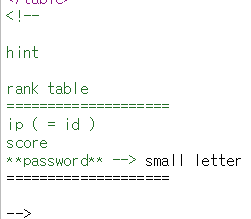 </table>
<!--
hint
rank table
====================
ip ( = id )
score
**password** --> small letter
====================
-->